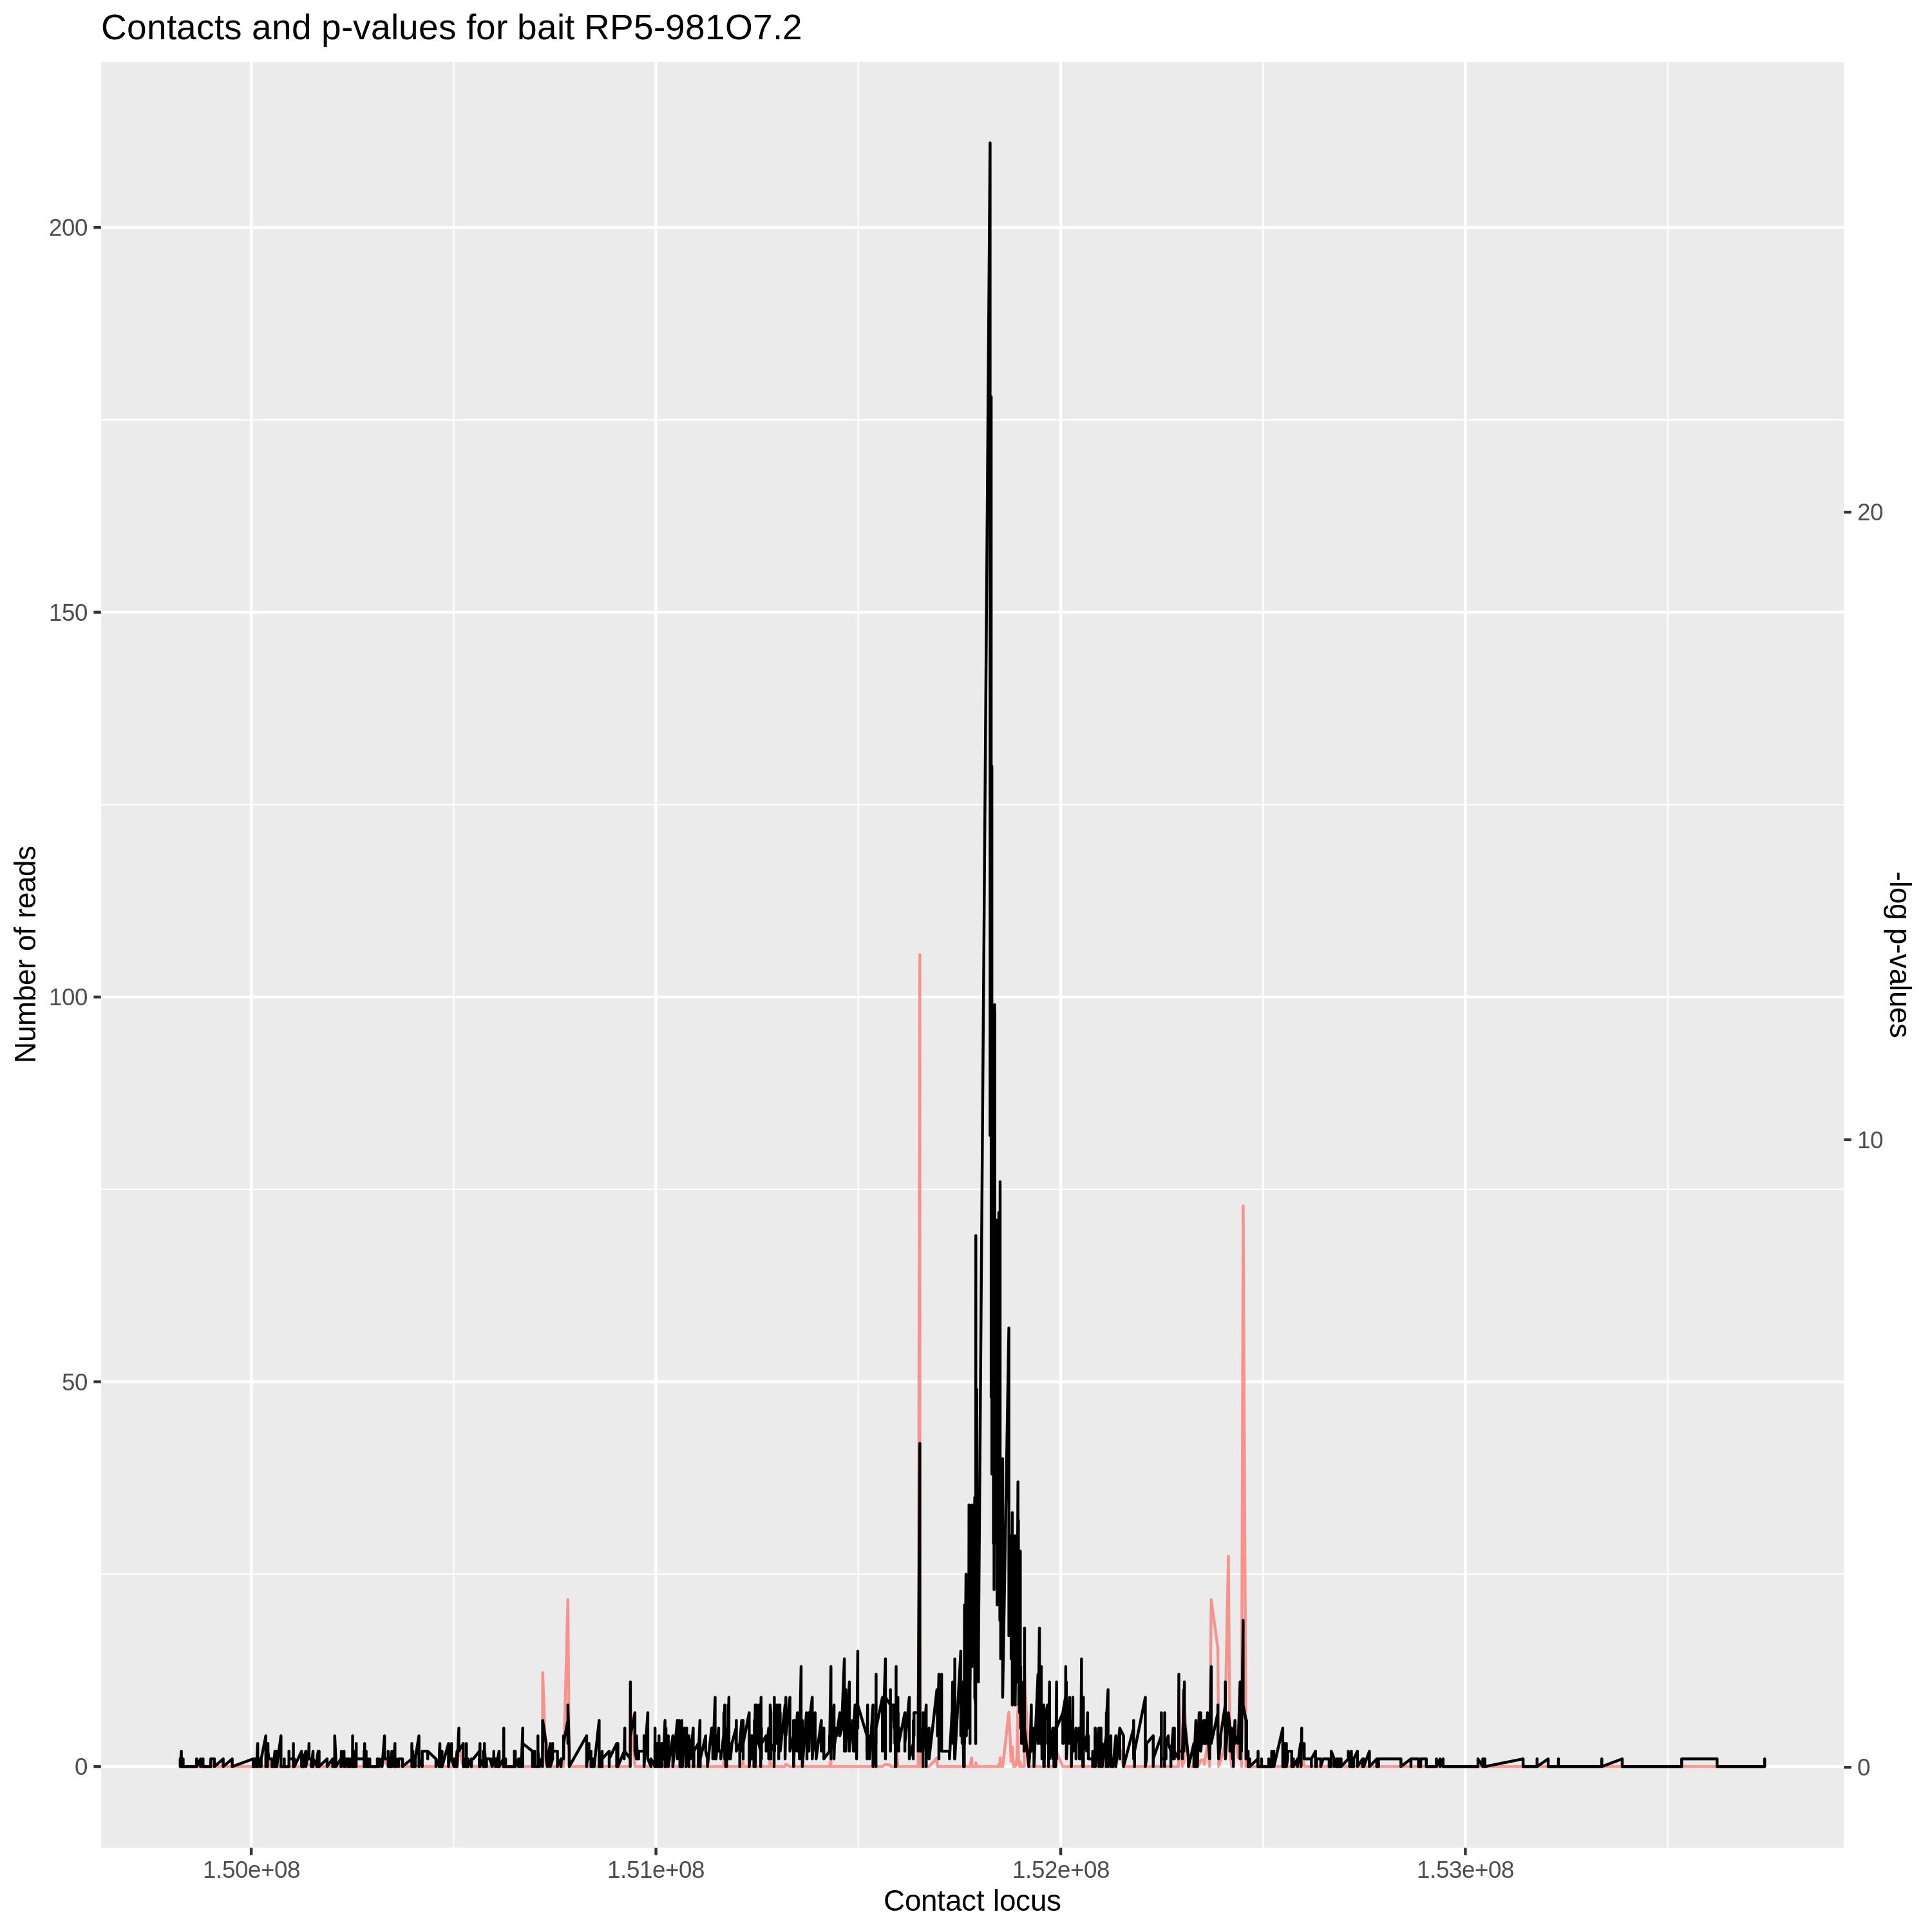 Contacts and p-values for bait RP5-981O7.2
200
150
100
50
0
Number of reads
20
10
0
-log p-values
1.50e+08
1.51e+08
1.52e+08
1.53e+08
Contact locus